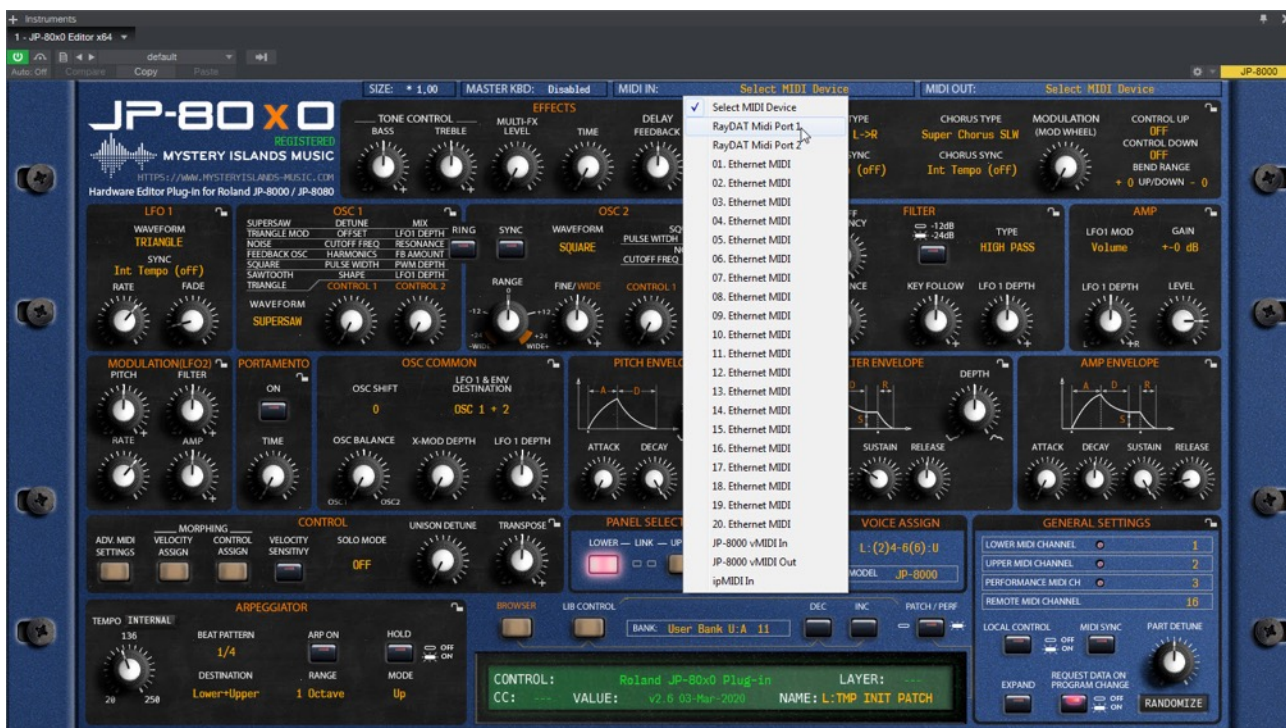 Instruments
1 - JP-80x0 Editor x64
default
Auto: Off Compare Copy Paste
JP-8000
SIZE: * 1,00 MASTER KBD: Disabled MIDI IN: Select MIDI Device MIDI OUT: Select MIDI Device
JP-80x0
REGISTERED
MYSTERY ISLANDS MUSIC
HTTPS://WWW.MYSTERYISLANDS-MUSIC.COM
Hardware Editor Plug-in for Roland JP-8000 / JP-8080
EFFECTS
TONE CONTROL
BASS TREBLE
MULTI-FX
LEVEL
TIME
DELAY
FEEDBACK
TYPE
L->R
SYNC
(off)
CHORUS TYPE
Super Chorus SLW
CHORUS SYNC
Int Tempo (off)
MODULATION
(MOD WHEEL)
CONTROL UP
OFF
CONTROL DOWN
OFF
BEND RANGE
+ 0 UP/DOWN - 0
Select MIDI Device
RayDAT Midi Port 1
RayDAT Midi Port 2
01. Ethernet MIDI
02. Ethernet MIDI
03. Ethernet MIDI
04. Ethernet MIDI
05. Ethernet MIDI
06. Ethernet MIDI
07. Ethernet MIDI
08. Ethernet MIDI
09. Ethernet MIDI
10. Ethernet MIDI
11. Ethernet MIDI
12. Ethernet MIDI
13. Ethernet MIDI
14. Ethernet MIDI
15. Ethernet MIDI
16. Ethernet MIDI
17. Ethernet MIDI
18. Ethernet MIDI
19. Ethernet MIDI
20. Ethernet MIDI
JP-8000 vMIDI In
JP-8000 vMIDI Out
ipMIDI In
LFO 1
WAVEFORM
TRIANGLE
SYNC
Int Tempo (off)
RATE FADE
OSC 1
SUPERSAW DETUNE MIX
TRIANGLE MOD OFFSET LFO1 DEPTH
NOISE CUTOFF FREQ RESONANCE
FEEDBACK OSC HARMONICS FB AMOUNT
SQUARE PULSE WIDTH PWM DEPTH
SAWTOOTH SHAPE LFO1 DEPTH
TRIANGLE CONTROL 1 CONTROL 2
WAVEFORM
SUPERSAW
OSC 2
RING SYNC WAVEFORM
SQUARE
PULSE WITDH
CUTOFF FREQ
RANGE
0
-12 +12
-24 +24
-WIDE WIDE+
FINE/WIDE CONTROL 1
FILTER
-12dB
-24dB
TYPE
HIGH PASS
KEY FOLLOW LFO 1 DEPTH
AMP
LFO1 MOD GAIN
Volume +-0 dB
LFO 1 DEPTH LEVEL
L R
MODULATION(LFO2)
PITCH FILTER
RATE AMP
PORTAMENTO
ON
TIME
OSC COMMON
OSC SHIFT
0
LFO 1 & ENV
DESTINATION
OSC 1 + 2
OSC BALANCE X-MOD DEPTH LFO 1 DEPTH
OSC1 OSC2
A D
ATTACK DECAY
D R
S
DEPTH
SUSTAIN RELEASE
AMP ENVELOPE
A D R
S
ATTACK DECAY SUSTAIN RELEASE
CONTROL
MORPHING
ADV. MIDI
SETTINGS
VELOCITY
ASSIGN
CONTROL
ASSIGN
VELOCITY
SENSITIVY
SOLO MODE
OFF
UNISON DETUNE TRANSPOSE
PANEL SELECT
LOWER LINK
VOICE ASSIGN
L:(2)4-6(6):U
MODEL JP-8000
GENERAL SETTINGS
LOWER MIDI CHANNEL 1
UPPER MIDI CHANNEL 2
PERFORMANCE MIDI CH 3
REMOTE MIDI CHANNEL 16
LOCAL CONTROL
OFF
ON
MIDI SYNC PART DETUNE
EXPAND
REQUEST DATA ON
PROGRAM CHANGE
OFF
ON
RANDOMIZE
ARPEGGIATOR
TEMPO INTERNAL
136
20 250
BEAT PATTERN
1/4
DESTINATION
Lower+Upper
ARP ON
RANGE
1 Octave
HOLD
OFF
ON
MODE
Up
BROWSER LIB CONTROL
BANK: User Bank U:A 11
DEC INC PATCH / PERF
CONTROL: Roland JP-80x0 Plug-in LAYER: ---
CC: --- VALUE: v2.6 03-Mar-2020 NAME: L:TMP INIT PATCH